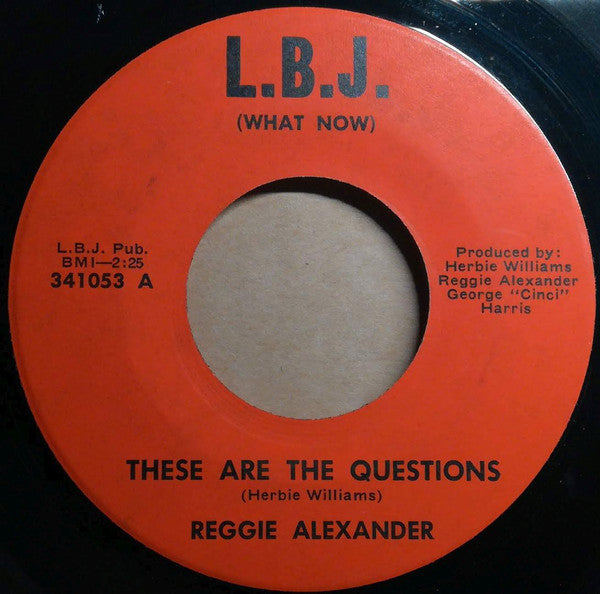 L.B.J.
(WHAT NOW)
L.B.J. Pub.
BMI—2:25
341053 A
Produced by:
Herbie Williams
Reggie Alexander
George "Cinci"
Harris
THESE ARE THE QUESTIONS
(Herbie Williams)
REGGIE ALEXANDER